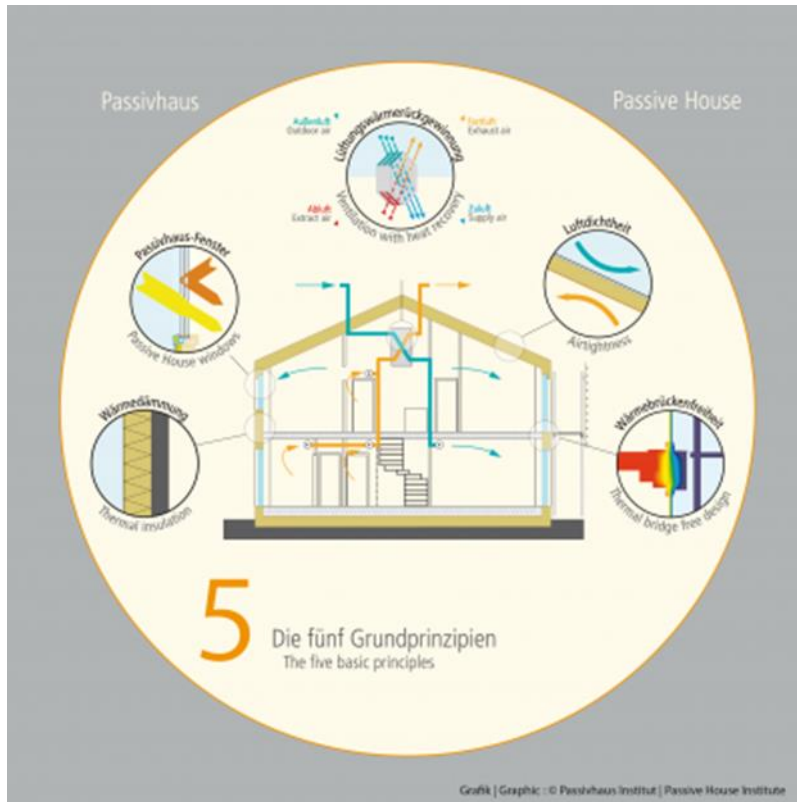 Passivhaus
Passive House
Lüftungswärmerückgewinnung
Außenluft
Outdoor air
Fortluft
Exhaust air
Abluft
Extract air
Zuluft
Supply air
Ventilation with heat recovery
Passivhaus-Fenster
Passive House windows
Luftdichtheit
Airtightness
Wärmedämmung
Thermal insulation
Wärmebrückenfreiheit
Thermal bridge free design
5
Die fünf Grundprinzipien
The five basic principles
Grafik | Graphic : © Passivhaus Institut | Passive House Institute